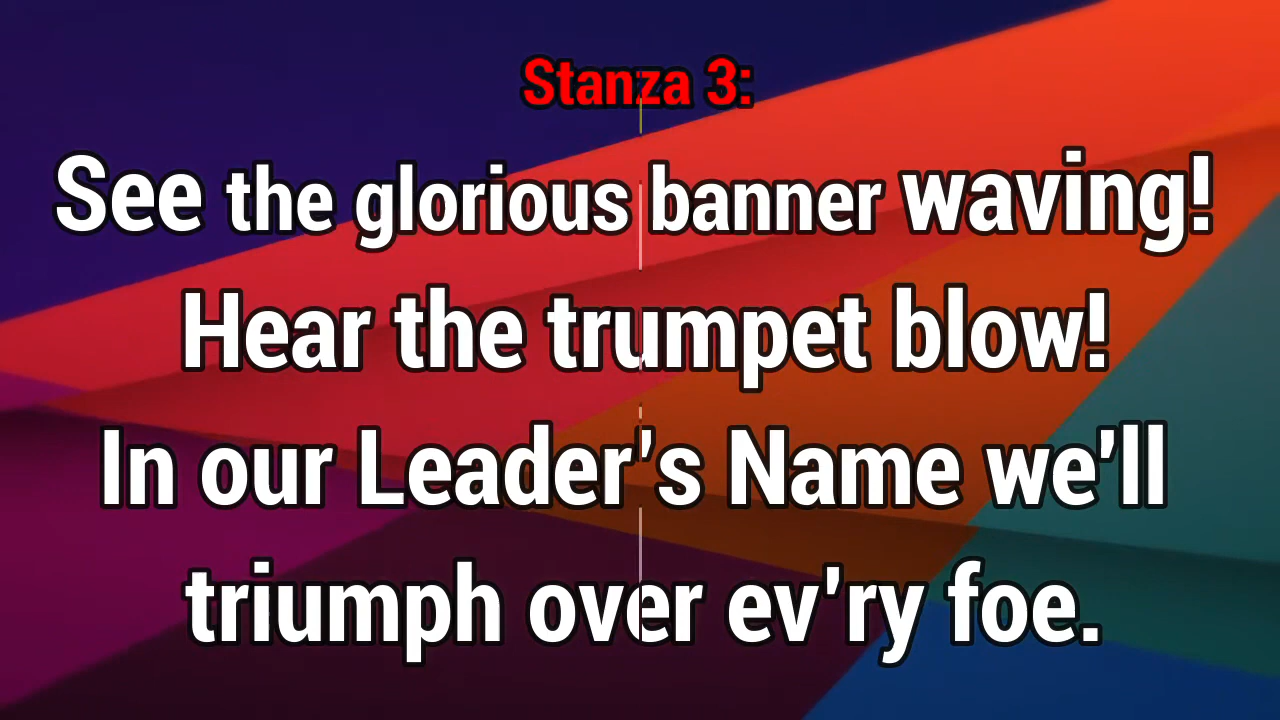 Stanza 3:
See the glorious banner waving!
Hear the trumpet blow!
In our Leader's Name we'll
triumph over ev'ry foe.